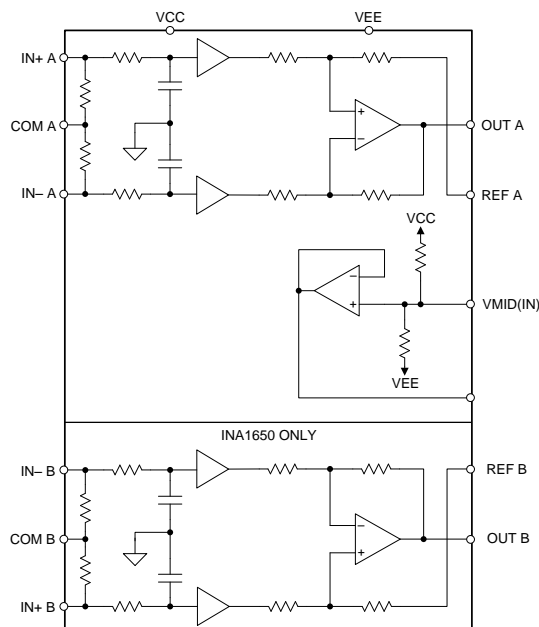 VCC
VEE
IN+ A
COM A
IN– A
+
–
OUT A
REF A
VCC
–
+
VMID(IN)
VEE
INA1650 ONLY
IN– B
COM B
IN+ B
–
+
REF B
OUT B